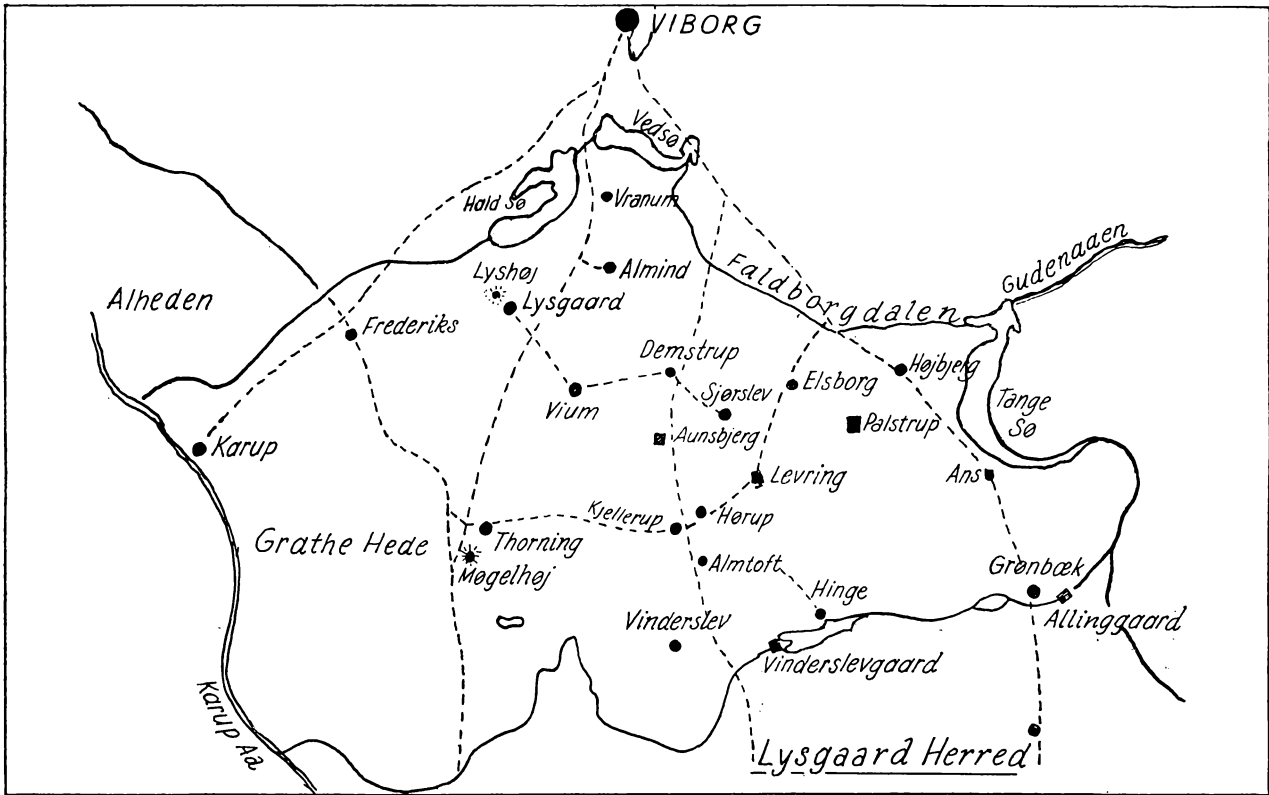 VIBORG
Vedsø
Hald Sø
Vranum
Almind
Lyshøj
Lysgaard
Faldborgdalen
Gudenaaen
Alheden
Frederiks
Demstrup
Sjørslev
Elsborg
Højbjerg
Vium
Tange
Sø
Palstrup
Aunsbjerg
Karup
Levring
Ans
Kjellerup
Hørup
Grathe Hede
Thorning
Møgelhøj
Almtoft
Hinge
Grønbæk
Allinggaard
Vinderslev
Vinderslevgaard
Karup Aa
Lysgaard Herred